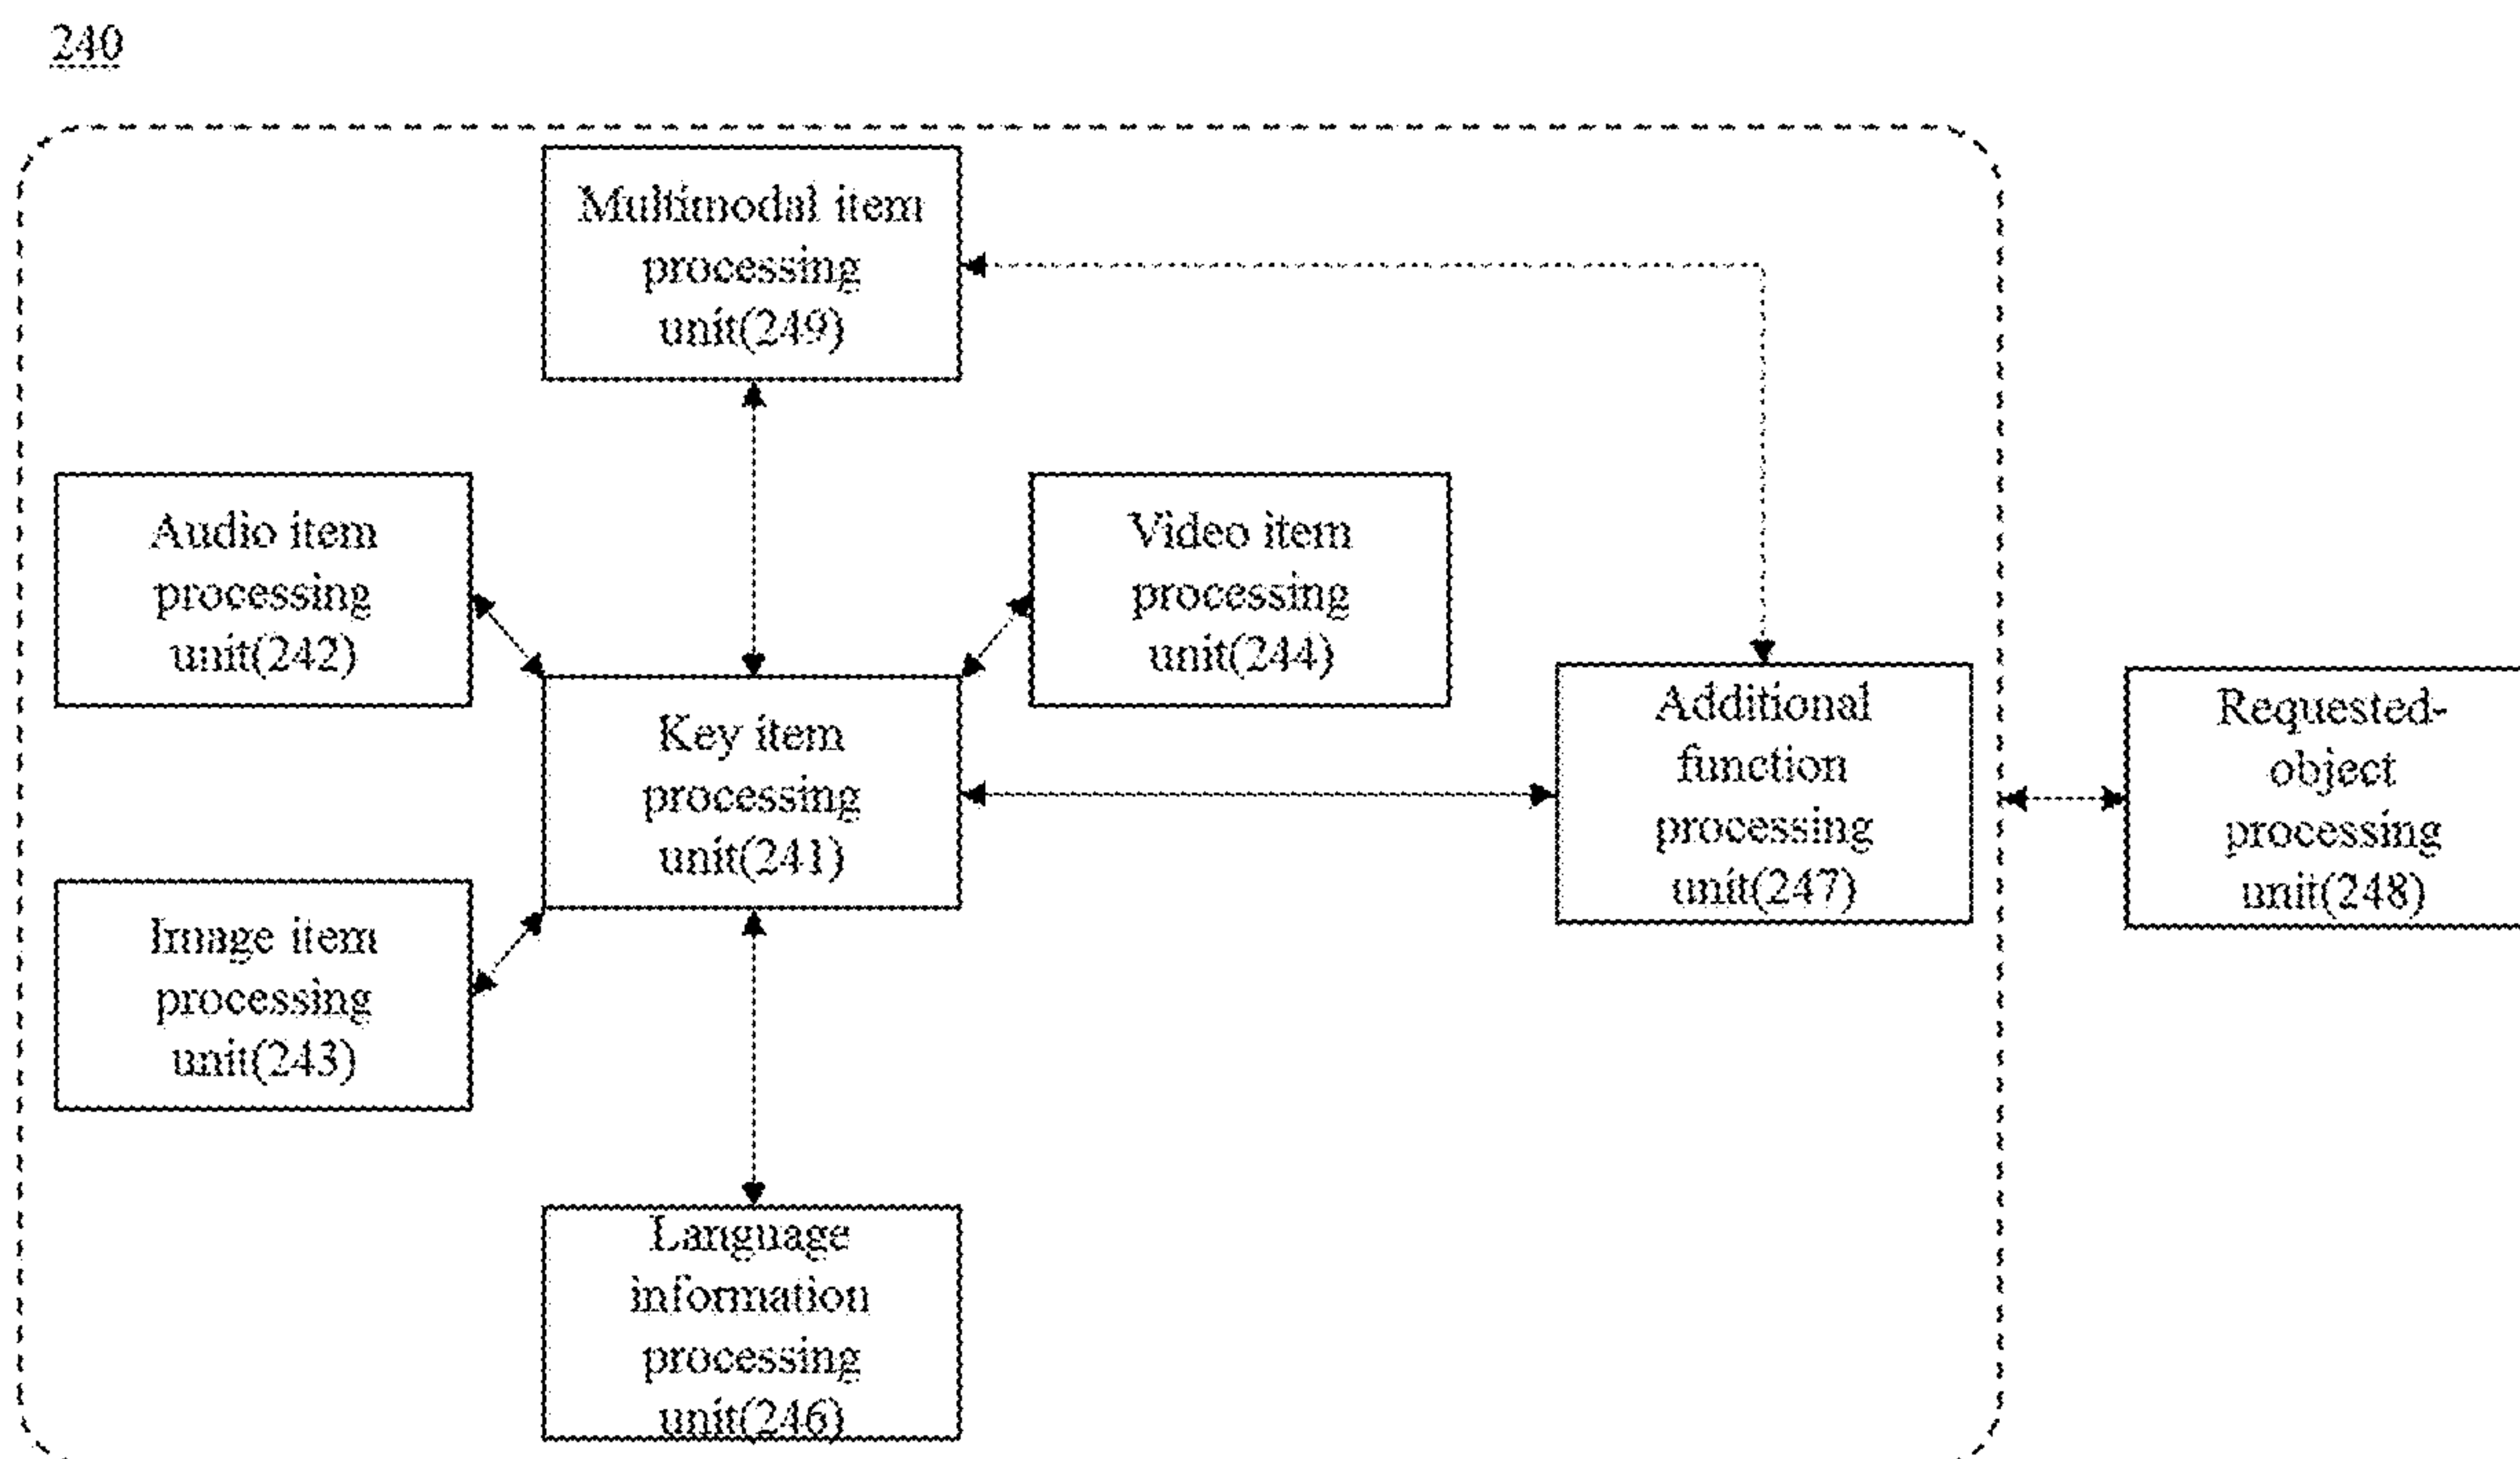 240
Multimodal item
processing
unit(249)
Audio item
processing
unit(242)
Video item
processing
unit(244)
Key item
processing
unit(241)
Additional
function
processing
unit(247)
Requested-
object
processing
unit(248)
Image item
processing
unit(243)
Language
information
processing
unit(246)